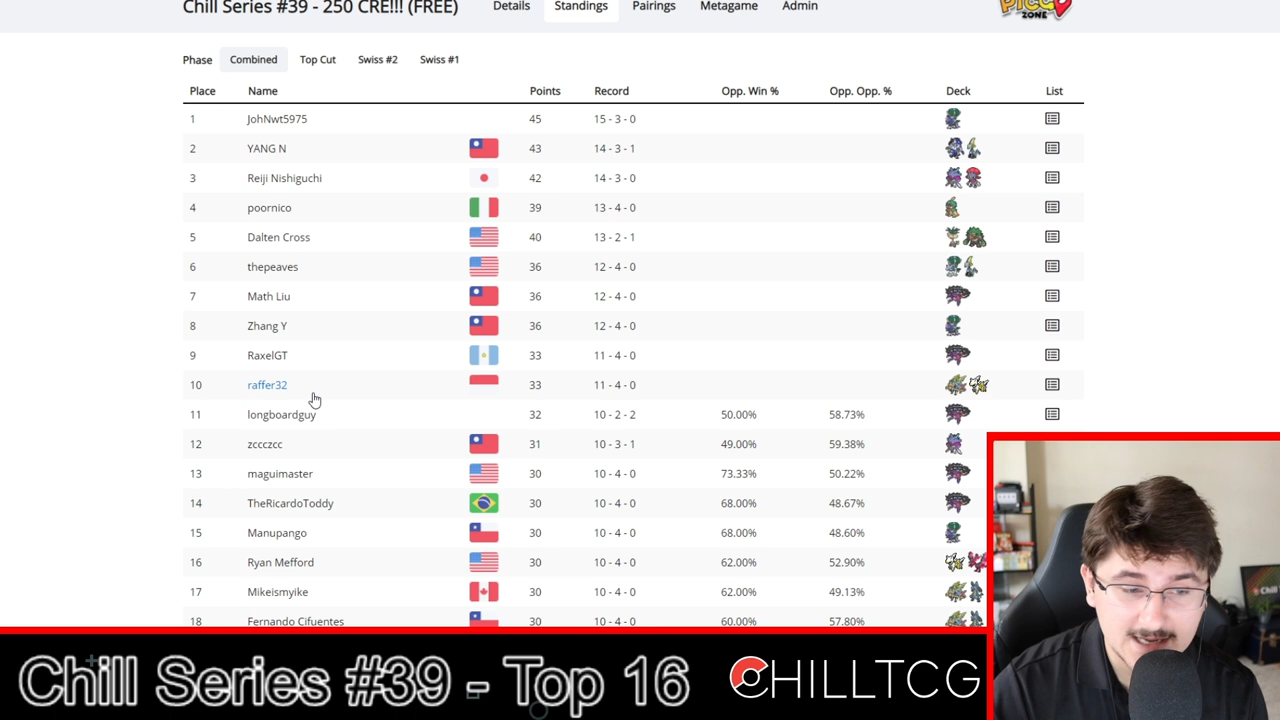 Chill Series #39 - 250 CRE!!! (FREE) Details Standings Pairings Metagame Admin
ZONE
Phase Combined Top Cut Swiss #2 Swiss #1
Place Name Points Record Opp. Win % Opp. Opp. % Deck List
1 JohNwt5975 45 15 - 3 - 0
2 YANG N 43 14 - 3 - 1
3 Reiji Nishiguchi 42 14 - 3 - 0
4 poornico 39 13 - 4 - 0
5 Dalten Cross 40 13 - 2 - 1
6 thepeaves 36 12 - 4 - 0
7 Math Liu 36 12 - 4 - 0
8 Zhang Y 36 12 - 4 - 0
9 RaxelGT 33 11 - 4 - 0
10 raffer32 33 11 - 4 - 0
11 longboardguy 32 10 - 2 - 2 50.00% 58.73%
12 zccczcc 31 10 - 3 - 1 49.00% 59.38%
13 maguimaster 30 10 - 4 - 0 73.33% 50.22%
14 TheRicardoToddy 30 10 - 4 - 0 68.00% 48.67%
15 Manupango 30 10 - 4 - 0 68.00% 48.60%
16 Ryan Mefford 30 10 - 4 - 0 62.00% 52.90%
17 Mikeismyike 30 10 - 4 - 0 62.00% 49.13%
18 Fernando Cifuentes 30 10 - 4 - 0 60.00% 57.80%
Chill Series #39 - Top 16 CHILLTCG